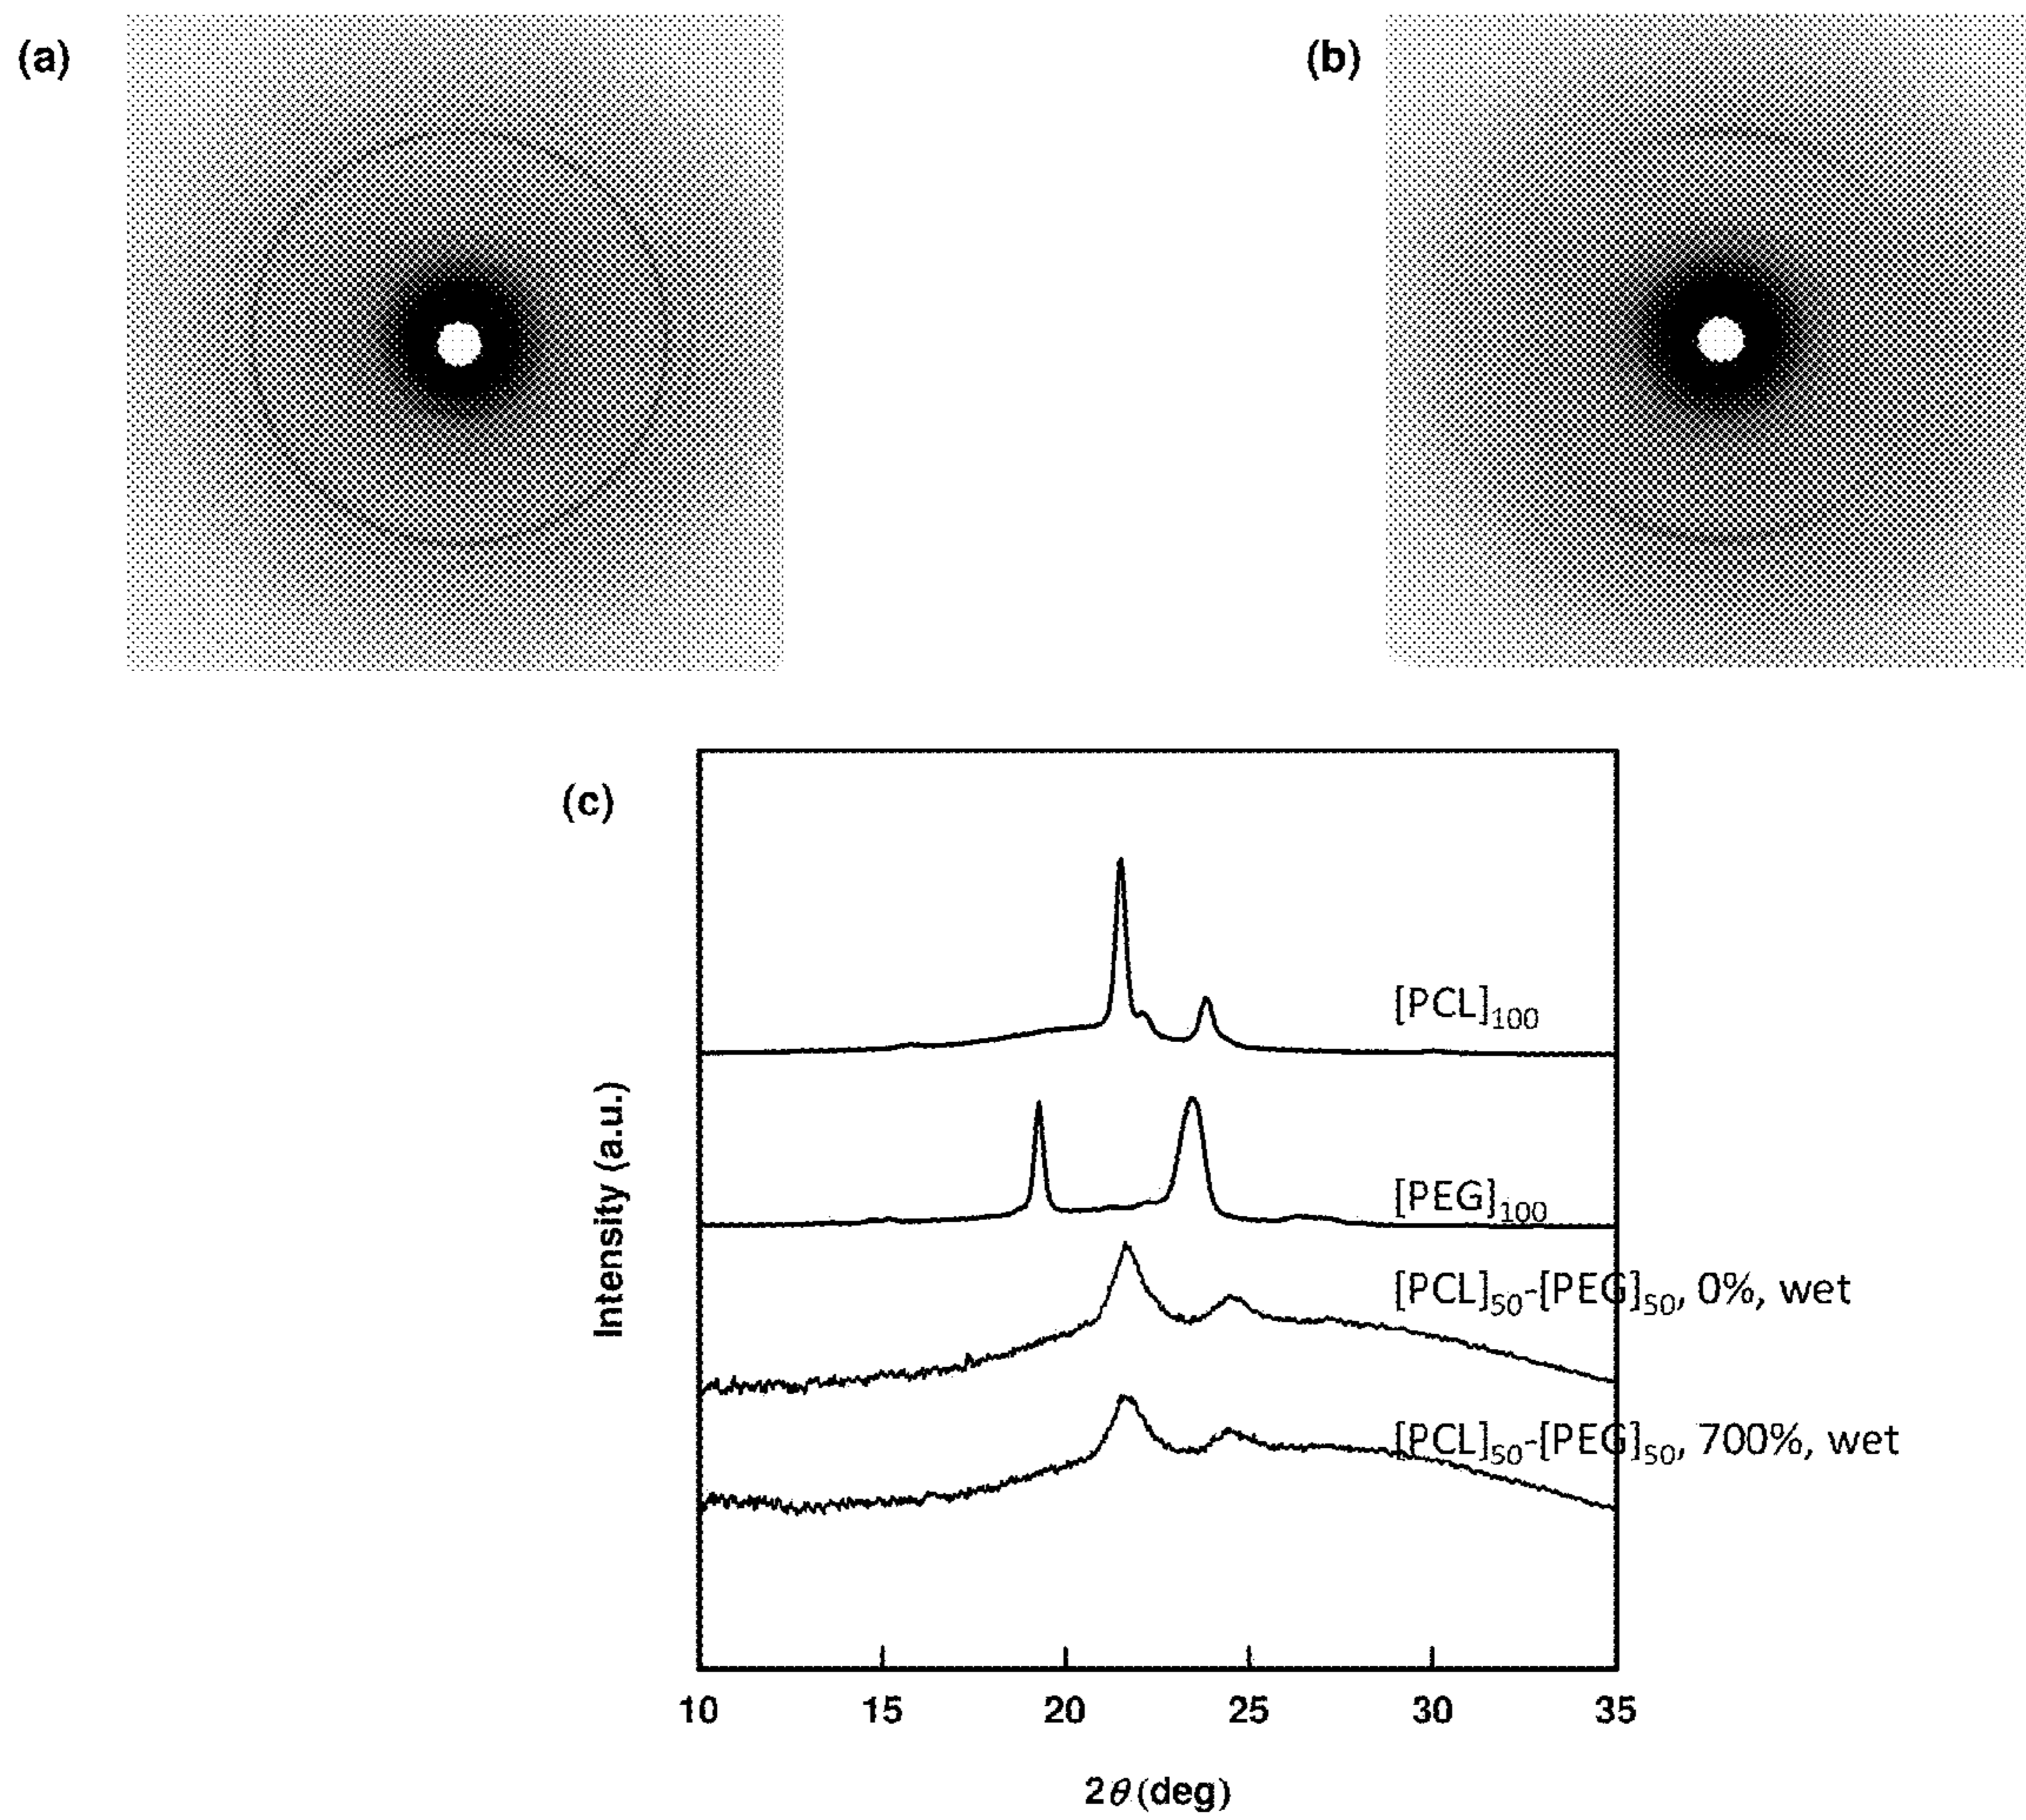 (a)
(b)
(c)
[PCL]100
[PEG]100
[PCL]50-[PEG]50, 0%, wet
[PCL]50-[PEG]50, 700%, wet
Intensity (a.u.)
10 15 20 25 30 35
2θ (deg)